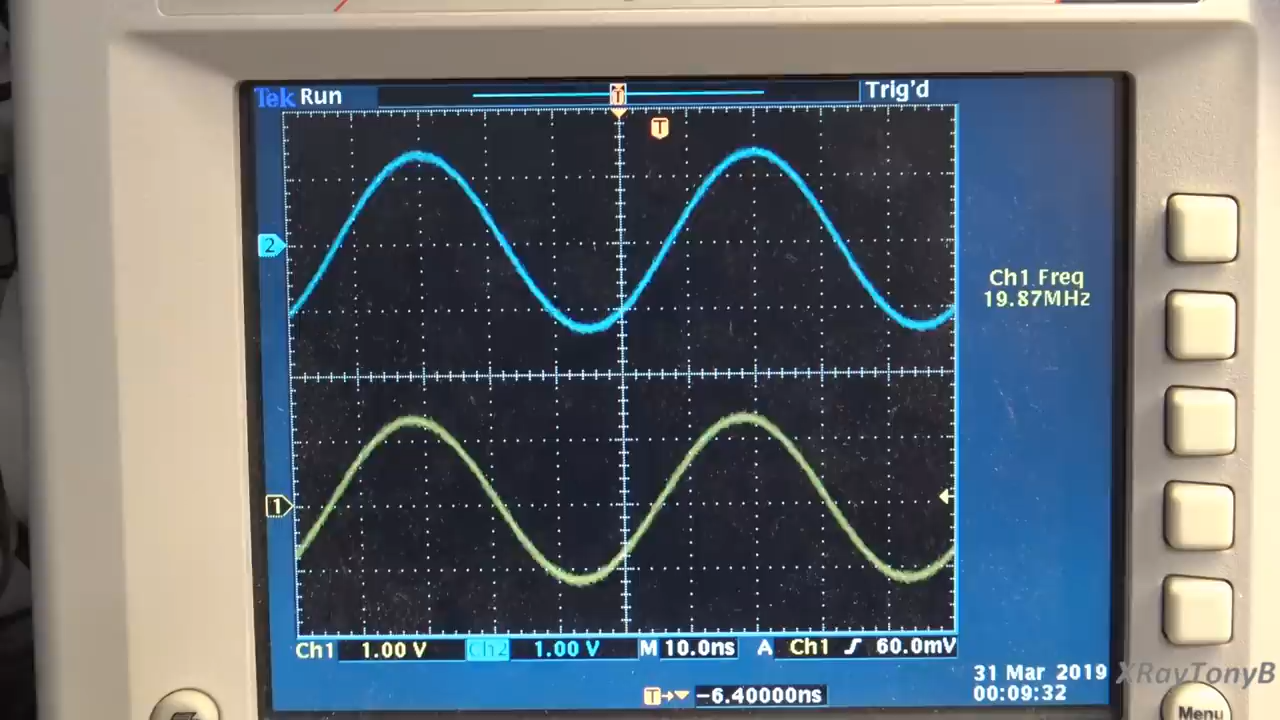 Tek Run
Trig'd
T
T
2
Ch1 Freq
19.87MHz
1
Ch1 1.00 V Ch2 1.00 V M 10.0ns A Ch1 60.0mV
31 Mar 2019
00:09:32
T -6.40000ns
XRayTonyB
Menu